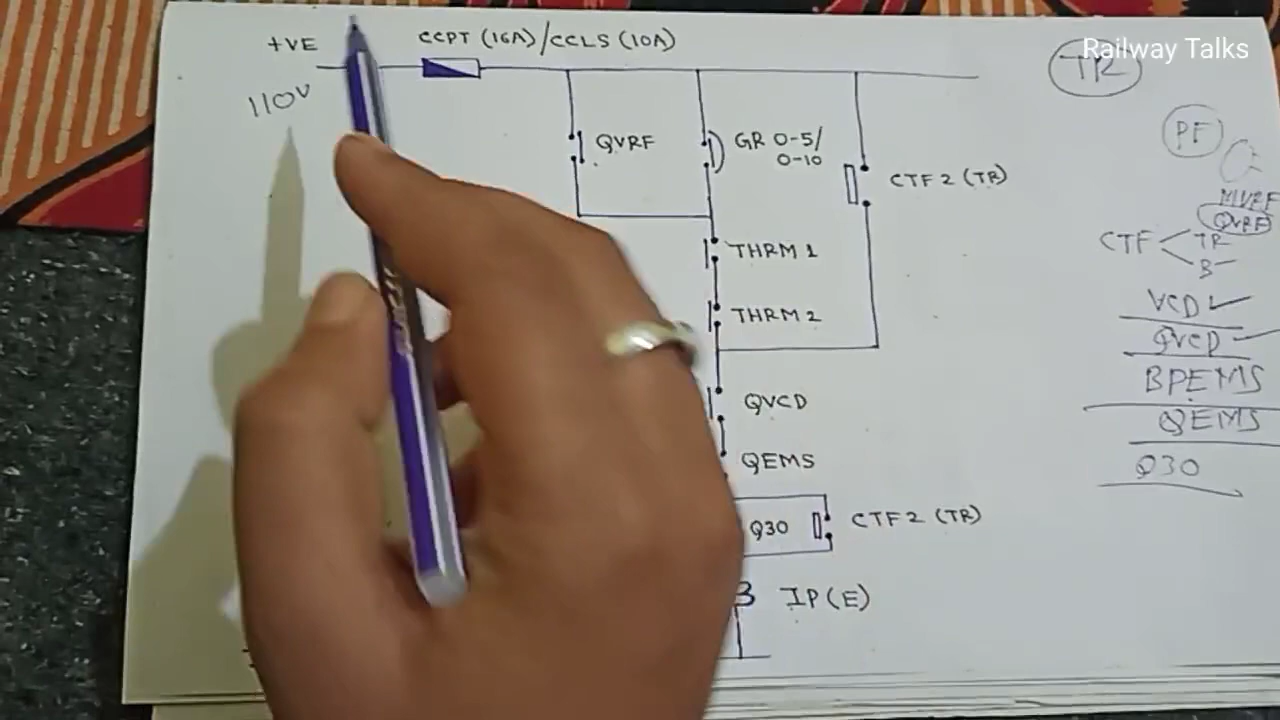 Railway Talks
+VE
CCPT (16A)/CCLS (10A)
110V
TR
QVRF
GR 0-5/
0-10
CTF 2 (TR)
THRM 1
THRM 2
QVCD
QEMS
Q30
CTF 2 (TR)
IP(E)
PF
MVRF
QVRF
CTF
TR
B
VCD
QVCD
BPEMS
QEMS
Q30